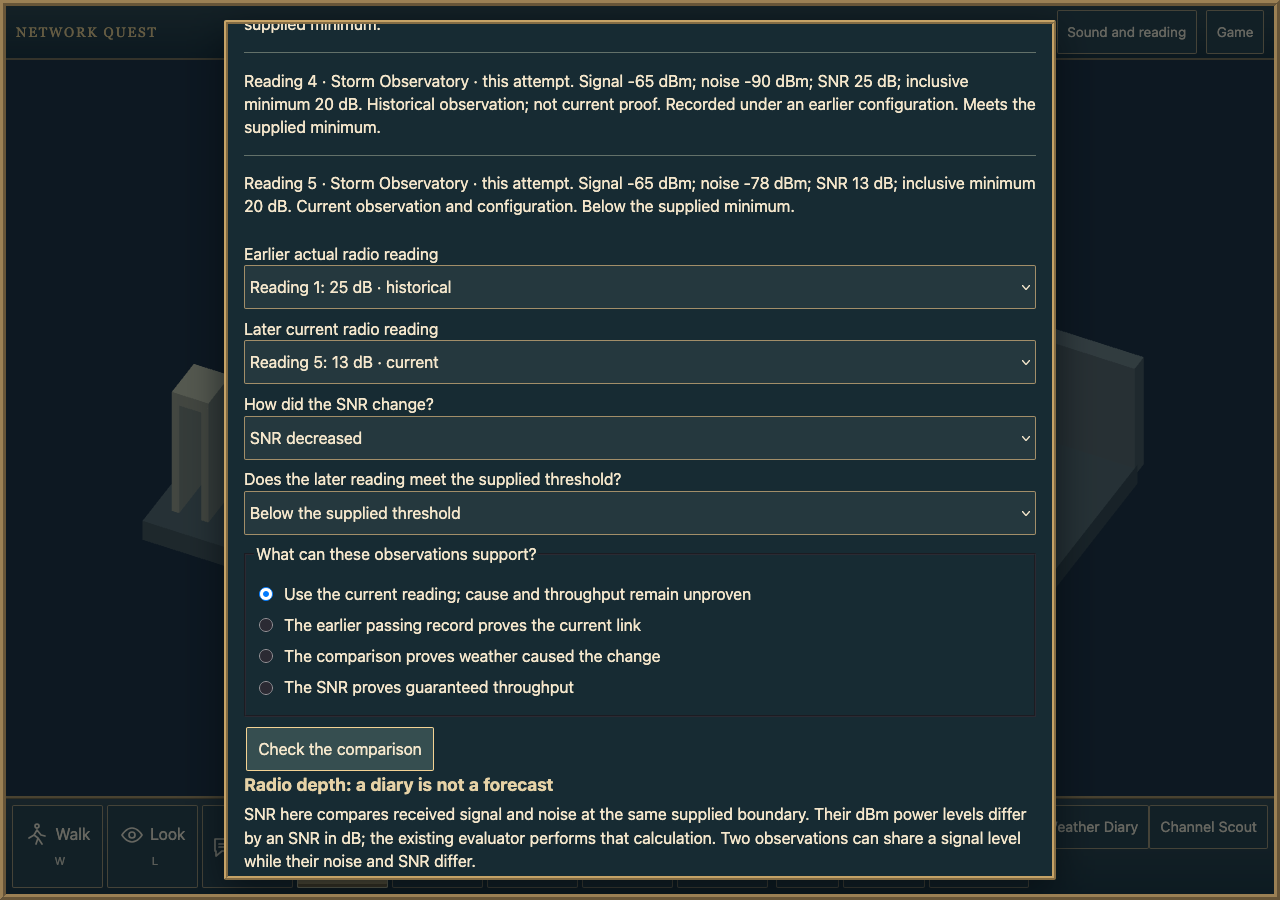 NETWORK QUEST
Sound and reading
Game
supplied minimum.
Reading 4 · Storm Observatory · this attempt. Signal -65 dBm; noise -90 dBm; SNR 25 dB; inclusive
minimum 20 dB. Historical observation; not current proof. Recorded under an earlier configuration. Meets the
supplied minimum.
Reading 5 · Storm Observatory · this attempt. Signal -65 dBm; noise -78 dBm; SNR 13 dB; inclusive minimum
20 dB. Current observation and configuration. Below the supplied minimum.
Earlier actual radio reading
Reading 1: 25 dB · historical
Later current radio reading
Reading 5: 13 dB · current
How did the SNR change?
SNR decreased
Does the later reading meet the supplied threshold?
Below the supplied threshold
What can these observations support?
Use the current reading; cause and throughput remain unproven
The earlier passing record proves the current link
The comparison proves weather caused the change
The SNR proves guaranteed throughput
Check the comparison
Radio depth: a diary is not a forecast
SNR here compares received signal and noise at the same supplied boundary. Their dBm power levels differ
by an SNR in dB; the existing evaluator performs that calculation. Two observations can share a signal level
while their noise and SNR differ.
Walk
W
Look
L
Diary
Channel Scout